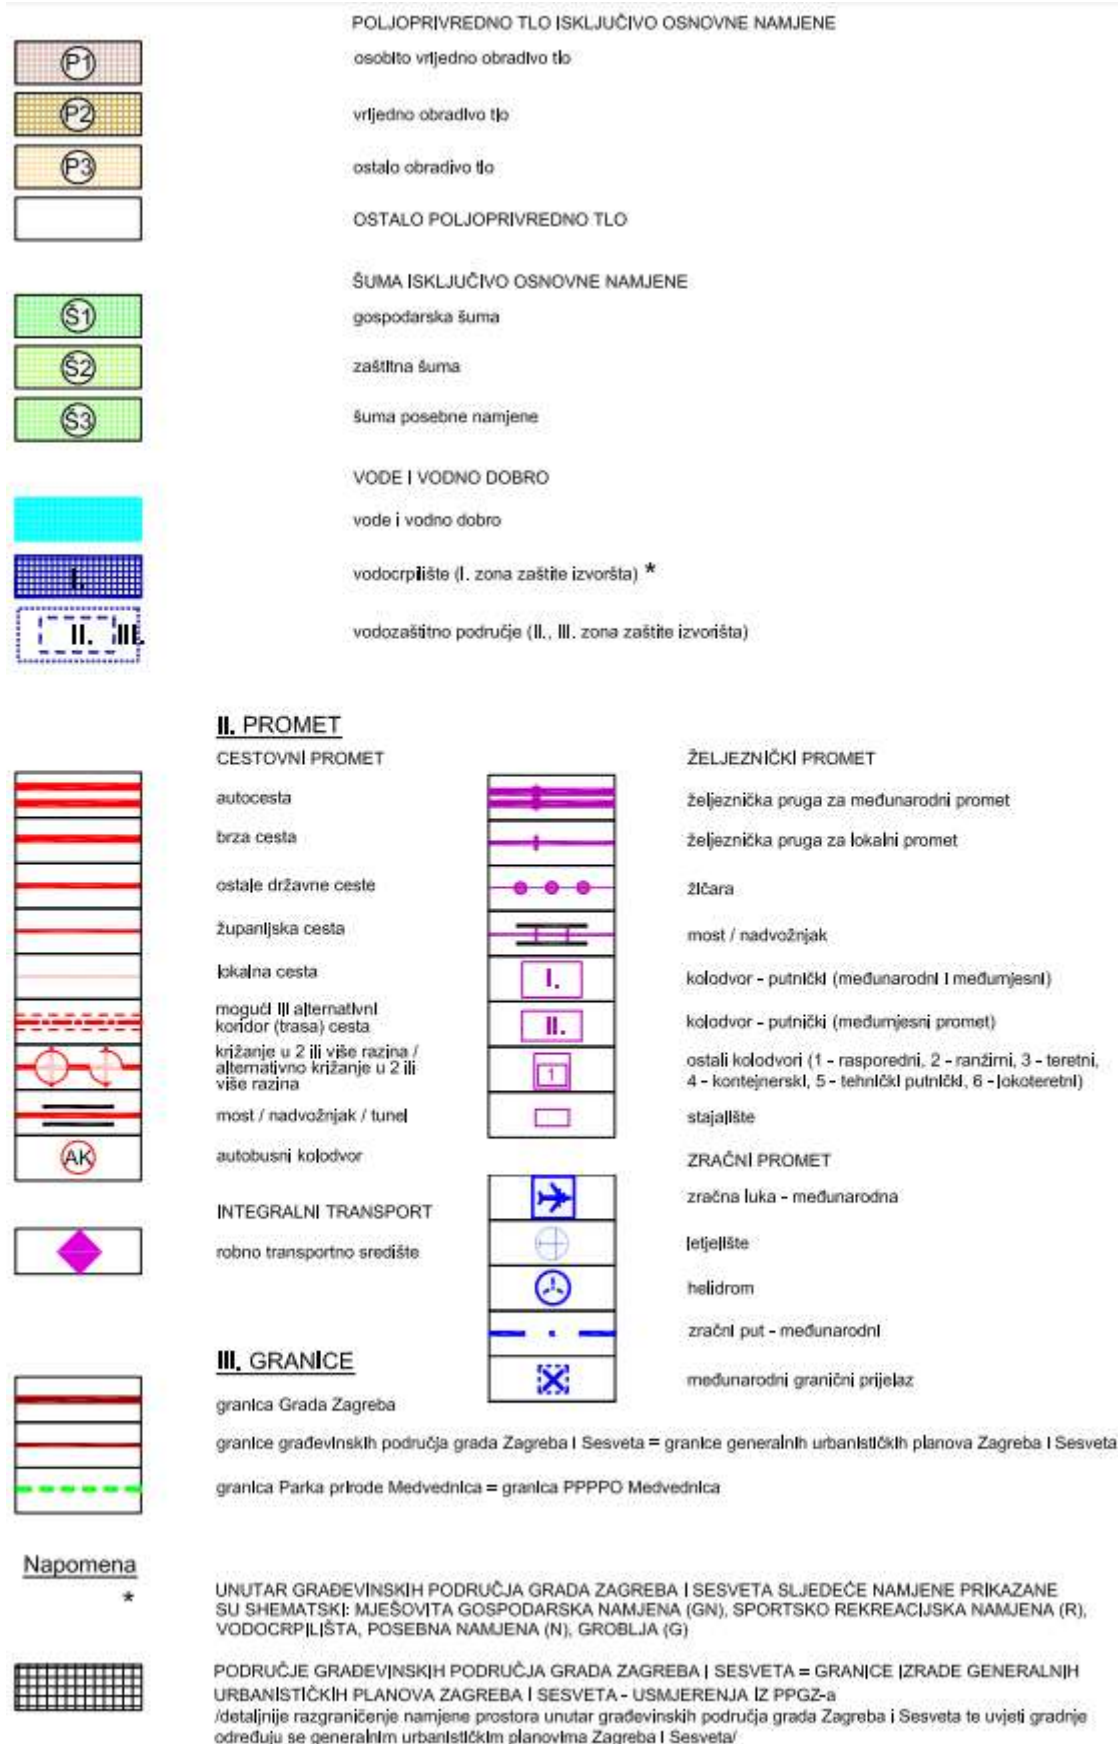 POLJOPRIVREDNO TLO ISKLJUČIVO OSNOVNE NAMJENE
P1 osobito vrijedno obradivo tlo
P2 vrijedno obradivo tlo
P3 ostalo obradivo tlo
OSTALO POLJOPRIVREDNO TLO
ŠUMA ISKLJUČIVO OSNOVNE NAMJENE
Š1 gospodarska šuma
Š2 zaštitna šuma
Š3 šuma posebne namjene
VODE I VODNO DOBRO
vode i vodno dobro
I. vodocrpilište (I. zona zaštite izvoršta) *
II. III. vodozaštitno područje (II., III. zona zaštite izvorišta)
II. PROMET
CESTOVNI PROMET
autocesta
brza cesta
ostale državne ceste
županijska cesta
lokalna cesta
mogući ili alternativni
koridor (trasa) cesta
križanje u 2 ili više razina /
alternativno križanje u 2 ili
više razina
most / nadvožnjak / tunel
AK autobusni kolodvor
INTEGRALNI TRANSPORT
robno transportno središte
ŽELJEZNIČKI PROMET
željeznička pruga za međunarodni promet
željeznička pruga za lokalni promet
žičara
most / nadvožnjak
I. kolodvor - putnički (međunarodni i međumjesni)
II. kolodvor - putnički (međumjesni promet)
1 ostali kolodvori (1 - rasporedni, 2 - ranžirni, 3 - teretni,
4 - kontejnerski, 5 - tehnički putnički, 6 - lokoteretni)
stajalište
ZRAČNI PROMET
zračna luka - međunarodna
letjelište
helidrom
zračni put - međunarodni
međunarodni granični prijelaz
III. GRANICE
granica Grada Zagreba
granice građevinskih područja grada Zagreba i Sesveta = granice generalnih urbanističkih planova Zagreba i Sesveta
granica Parka prirode Medvednica = granica PPPPO Medvednica
Napomena
* UNUTAR GRAĐEVINSKIH PODRUČJA GRADA ZAGREBA I SESVETA SLJEDEĆE NAMJENE PRIKAZANE
SU SHEMATSKI: MJEŠOVITA GOSPODARSKA NAMJENA (GN), SPORTSKO REKREACIJSKA NAMJENA (R),
VODOCRPILIŠTA, POSEBNA NAMJENA (N), GROBLJA (G)
PODRUČJE GRAĐEVINSKIH PODRUČJA GRADA ZAGREBA I SESVETA = GRANICE IZRADE GENERALNIH
URBANISTIČKIH PLANOVA ZAGREBA I SESVETA - USMJERENJA IZ PPGZ-a
/detaljnije razgraničenje namjene prostora unutar građevinskih područja grada Zagreba i Sesveta te uvjeti gradnje
određuju se generalnim urbanističkim planovima Zagreba i Sesveta/